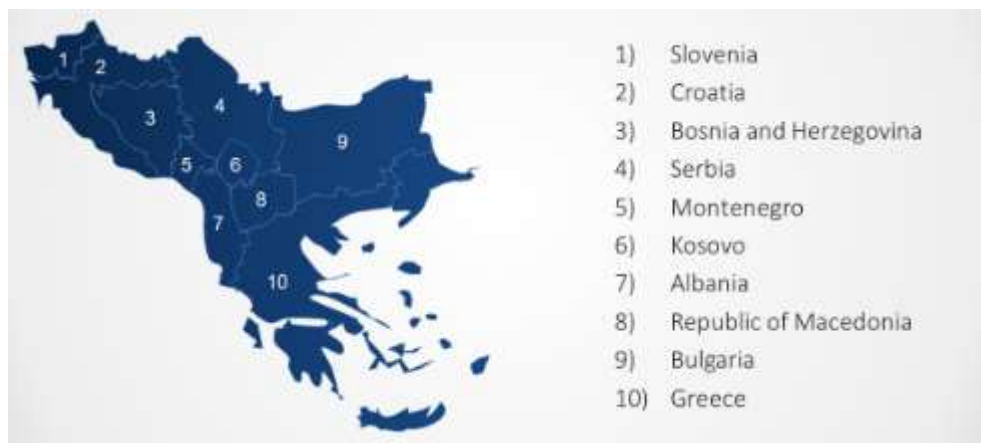 1
2
3
4
9
5
6
8
7
10
1) Slovenia
2) Croatia
3) Bosnia and Herzegovina
4) Serbia
5) Montenegro
6) Kosovo
7) Albania
8) Republic of Macedonia
9) Bulgaria
10) Greece